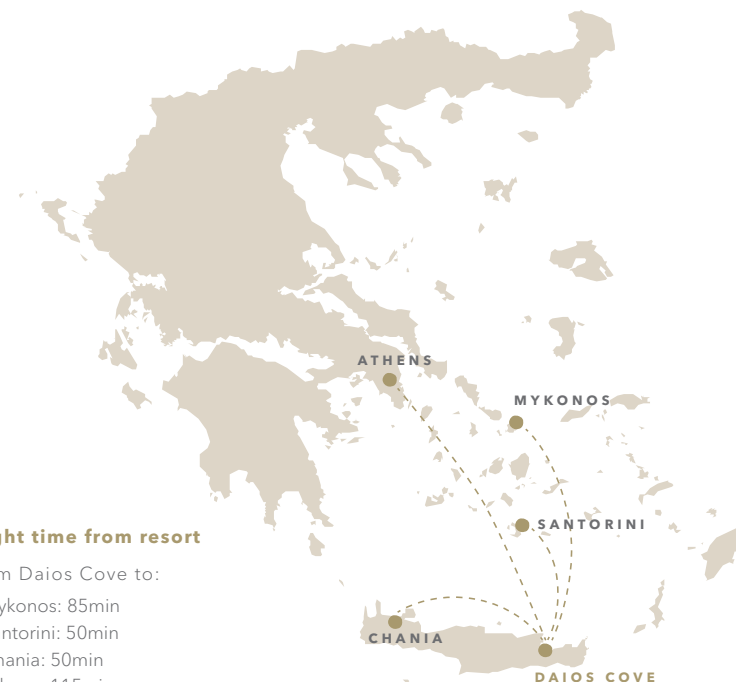 ATHENS
MYKONOS
SANTORINI
ght time from resort
m Daios Cove to:
ykonos: 85min
ntorini: 50min
hania: 50min
CHANIA
DAIOS COVE